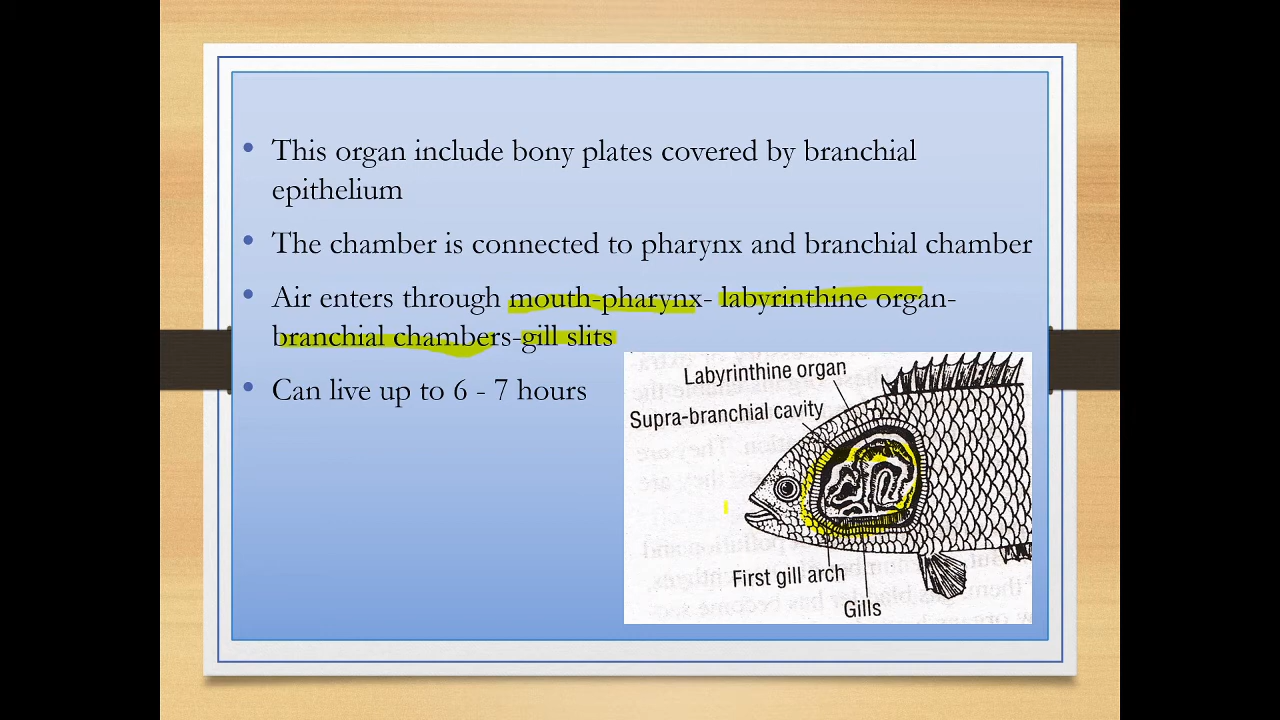 • This organ include bony plates covered by branchial
epithelium
• The chamber is connected to pharynx and branchial chamber
• Air enters through mouth-pharynx- labyrinthine organ-
branchial chambers-gill slits
• Can live up to 6 - 7 hours
Labyrinthine organ
Supra-branchial cavity
First gill arch
Gills